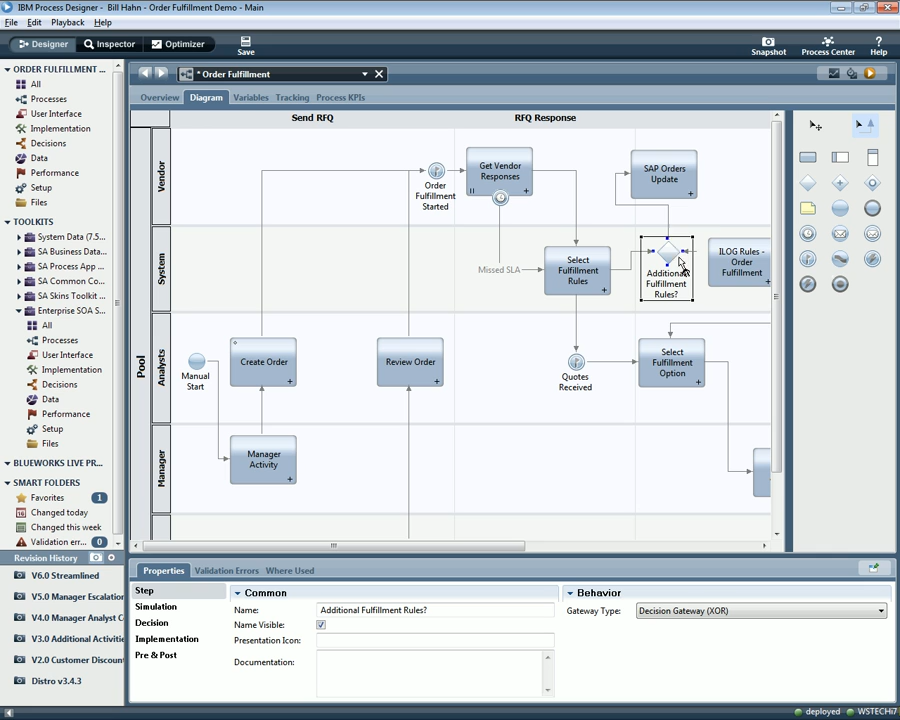 IBM Process Designer - Bill Hahn - Order Fulfillment Demo - Main
File Edit Playback Help
Designer Inspector Optimizer Save Snapshot Process Center Help
ORDER FULFILLMENT ...
All
Processes
User Interface
Implementation
Decisions
Data
Performance
Setup
Files
TOOLKITS
System Data (7.5...
SA Business Data...
SA Process App ...
SA Common Co...
SA Skins Toolkit ...
Enterprise SOA S...
All
Processes
User Interface
Implementation
Decisions
Data
Performance
Setup
Files
BLUEWORKS LIVE PR...
SMART FOLDERS
Favorites 1
Changed today
Changed this week
Validation err... 0
Revision History
V6.0 Streamlined
V5.0 Manager Escalation
V4.0 Manager Analyst C
V3.0 Additional Activitie
V2.0 Customer Discount
Distro v3.4.3
* Order Fulfillment
Overview Diagram Variables Tracking Process KPIs
Send RFQ RFQ Response
Pool
Vendor
System
Analysts
Manager
Order
Fulfillment
Started
Get Vendor
Responses
SAP Orders
Update
Missed SLA
Select
Fulfillment
Rules
Additional
Fulfillment
Rules?
ILOG Rules -
Order
Fulfillment
Manual
Start
Create Order
Review Order
Quotes
Received
Select
Fulfillment
Option
Manager
Activity
Properties Validation Errors Where Used
Step
Simulation
Decision
Implementation
Pre & Post
Common
Name: Additional Fulfillment Rules?
Name Visible:
Presentation Icon:
Documentation:
Behavior
Gateway Type: Decision Gateway (XOR)
deployed WSTECHi7